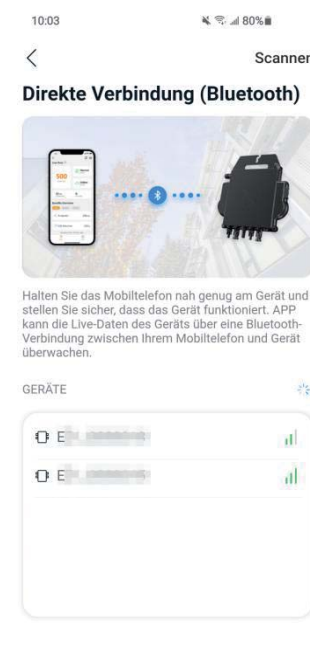 10:03
80%
Scanner
Direkte Verbindung (Bluetooth)
500
Halten Sie das Mobiltelefon nah genug am Gerät und
stellen Sie sicher, dass das Gerät funktioniert. APP
kann die Live-Daten des Geräts über eine Bluetooth-
Verbindung zwischen Ihrem Mobiltelefon und Gerät
überwachen.
GERÄTE
E
E